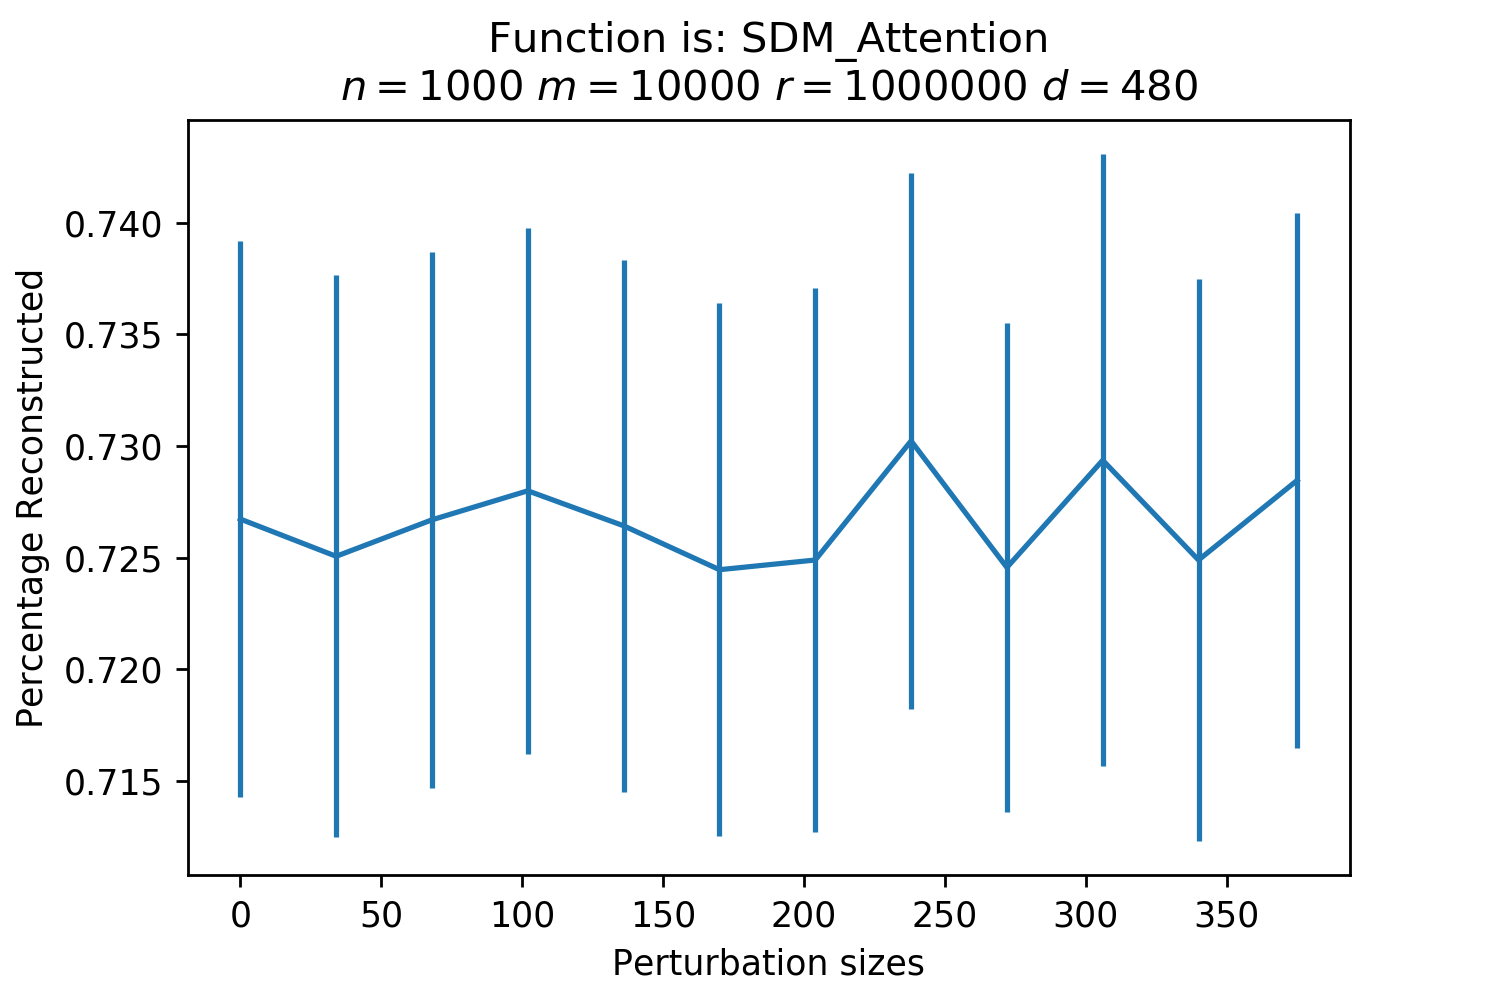 Function is: SDM_Attention
n = 1000 m = 10000 r = 1000000 d = 480
Percentage Reconstructed
0.740
0.735
0.730
0.725
0.720
0.715
0 50 100 150 200 250 300 350
Perturbation sizes